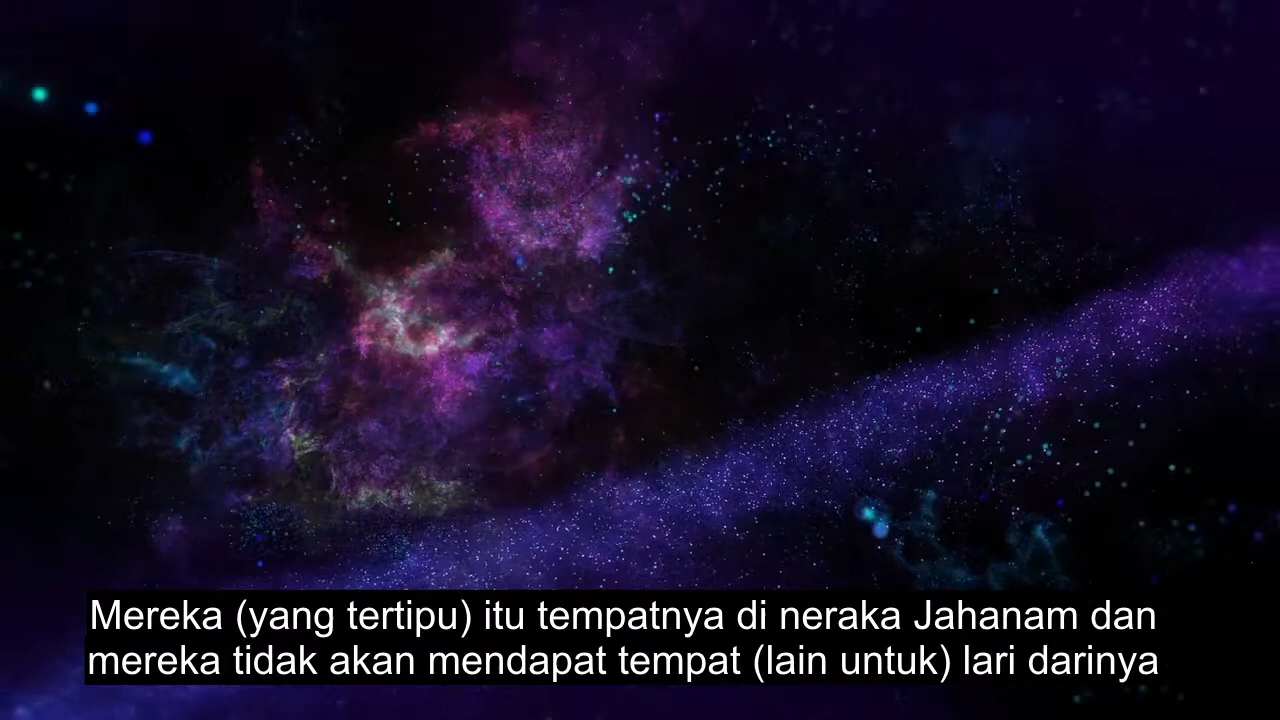 Mereka (yang tertipu) itu tempatnya di neraka Jahanam dan
mereka tidak akan mendapat tempat (lain untuk) lari darinya